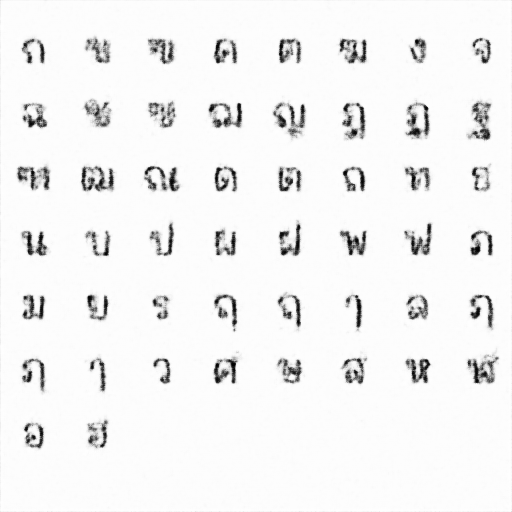 ก ข ฃ ค ฅ ฆ ง จ
ฉ ช ซ ฌ ญ ฎ ฏ ฐ
ฑ ฒ ณ ด ต ถ ท ธ
น บ ป ผ ฝ พ ฟ ภ
ม ย ร ฤ ฤ ๅ ล ฦ
ฦ ๅ ว ศ ษ ส ห ฬ
อ ฮ